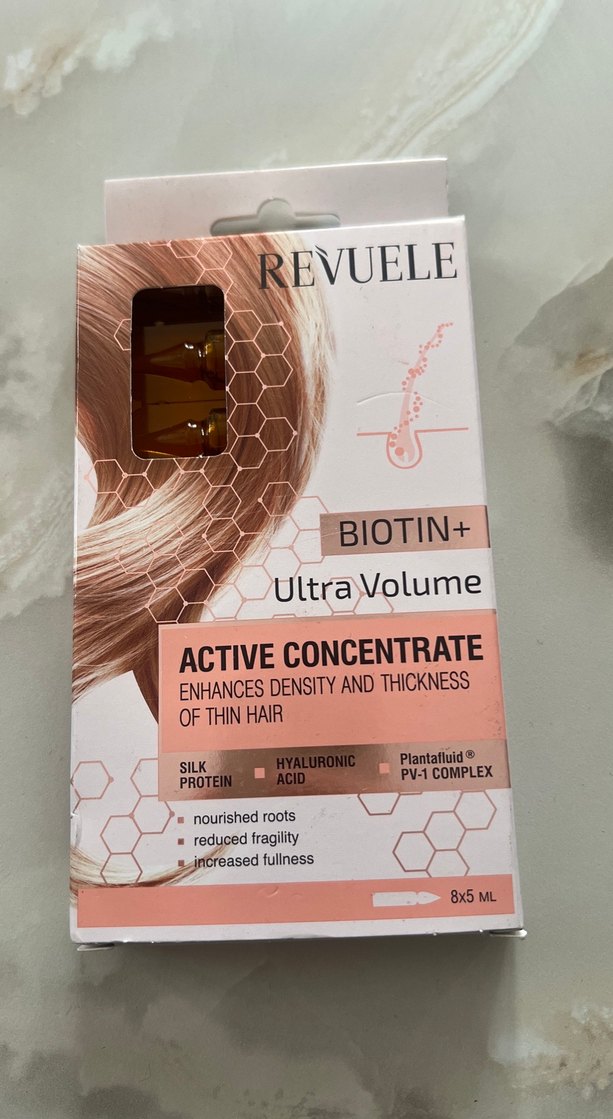 REVUELE
BIOTIN+
Ultra Volume
ACTIVE CONCENTRATE
ENHANCES DENSITY AND THICKNESS
OF THIN HAIR
SILK
PROTEIN
HYALURONIC
ACID
Plantafluid®
PV-1 COMPLEX
nourished roots
reduced fragility
increased fullness
8x5 ML